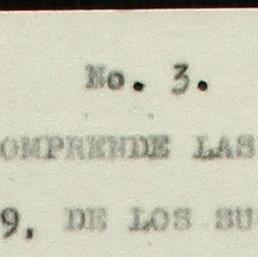 No. 3.
OMPRENDE LAS
9, DE LOS SU